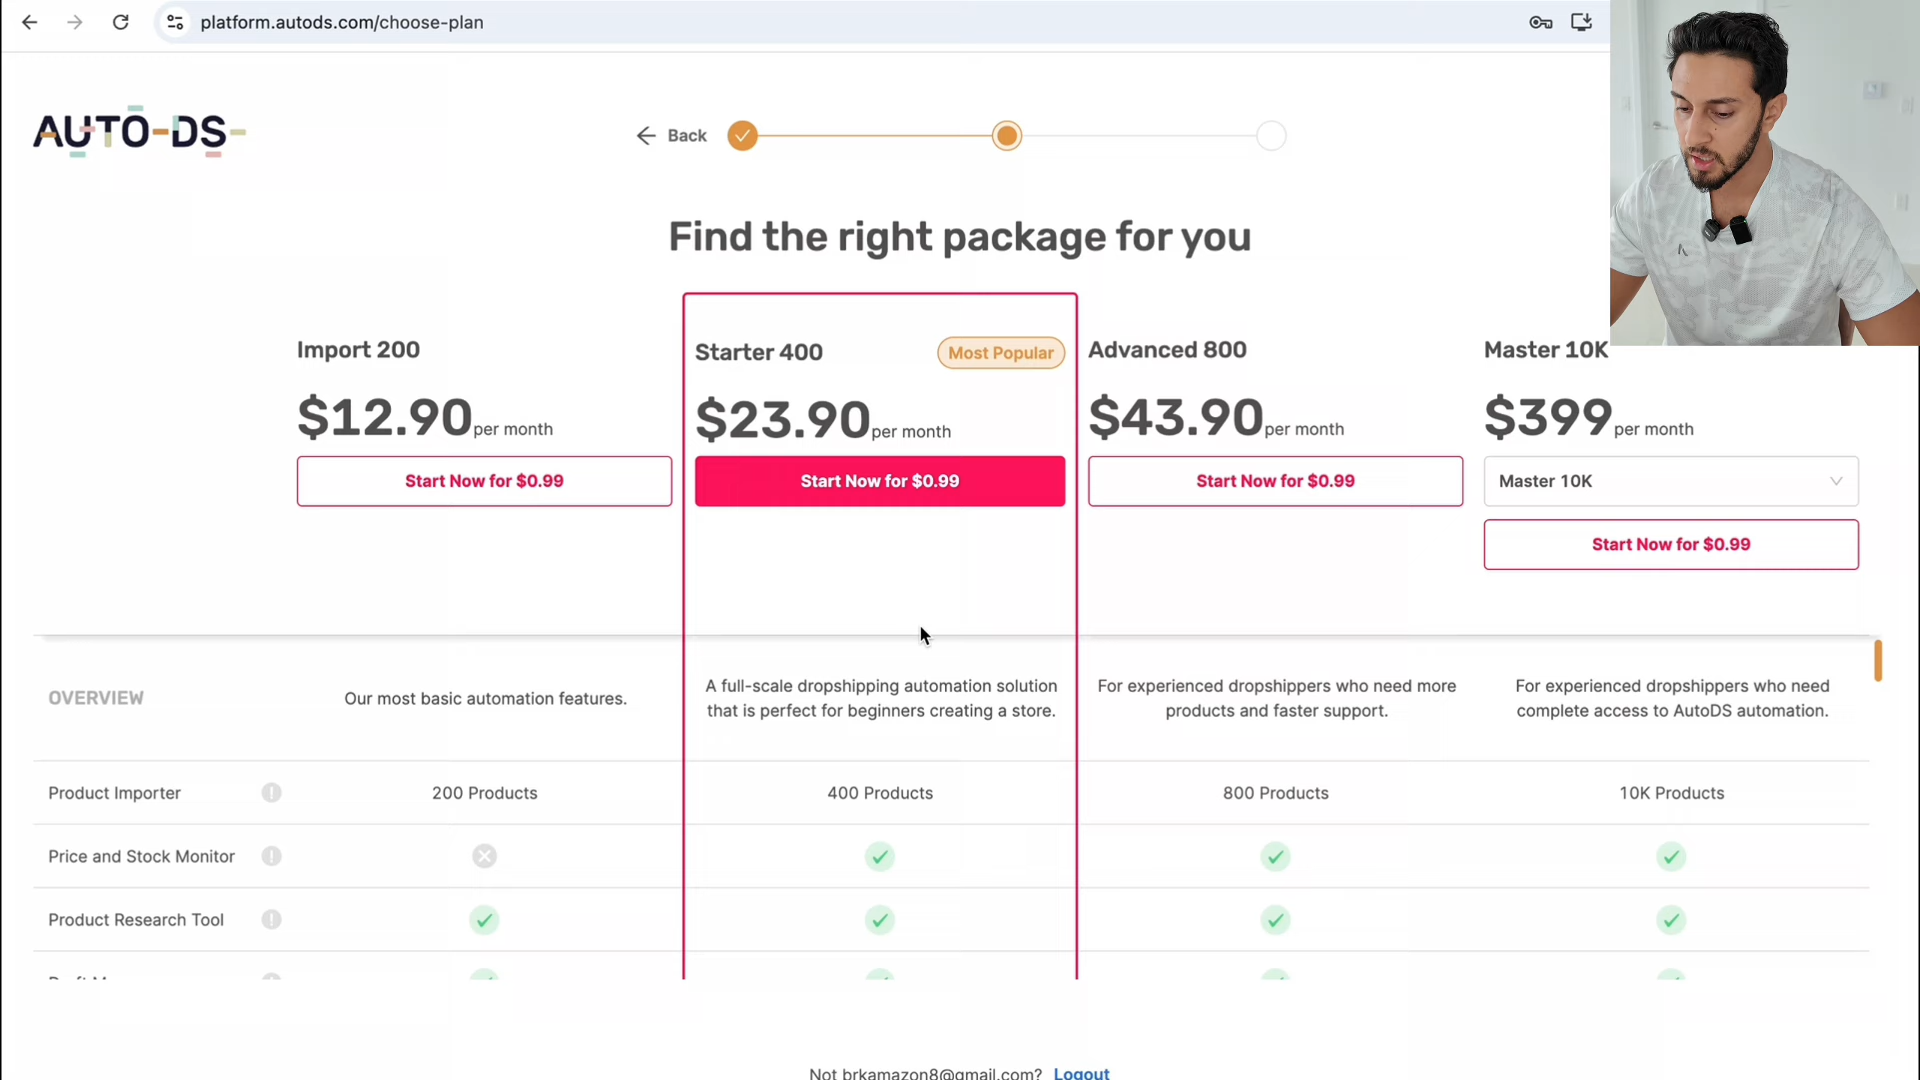 platform.autods.com/choose-plan
AUTO-DS-
Back
Find the right package for you
Import 200
$12.90 per month
Start Now for $0.99
Starter 400
Most Popular
$23.90 per month
Start Now for $0.99
Advanced 800
$43.90 per month
Start Now for $0.99
Master 10K
$399 per month
Master 10K
Start Now for $0.99
OVERVIEW
Our most basic automation features.
A full-scale dropshipping automation solution
that is perfect for beginners creating a store.
For experienced dropshippers who need more
products and faster support.
For experienced dropshippers who need
complete access to AutoDS automation.
Product Importer
200 Products
400 Products
800 Products
10K Products
Price and Stock Monitor
Product Research Tool
Not brkamazon8@gmail.com? Logout